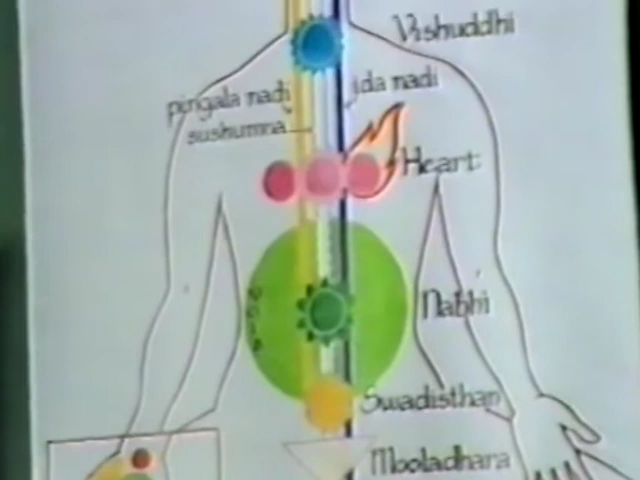 Vishuddhi
pingala nadi
ida nadi
sushumna
Heart
Nabhi
Swadisthan
Mooladhara